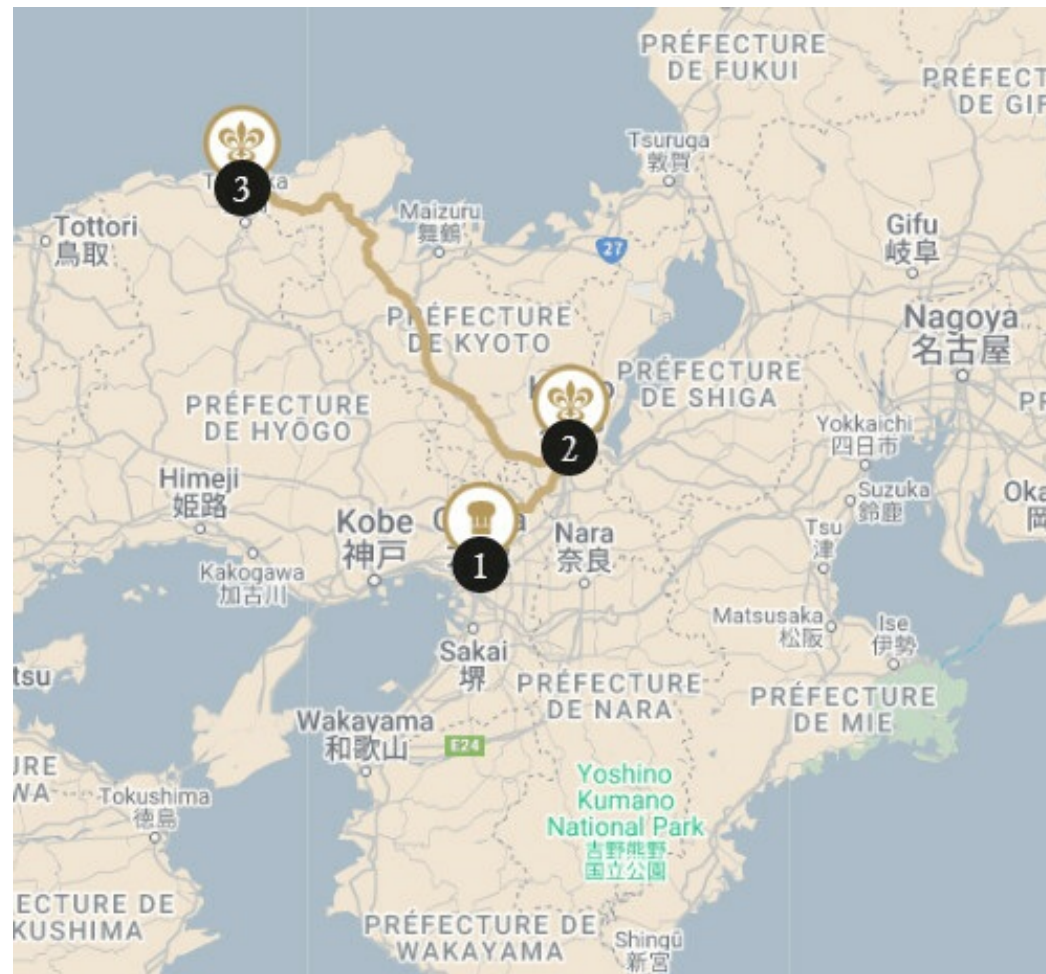 PRÉFECTURE
DE FUKUI
PRÉFECT
DE GIF
Tsuruga
敦賀
3
Maizuru
舞鶴
Tottori
鳥取
27
Gifu
岐阜
PRÉFECTURE
DE KYOTO
Nagoya
名古屋
PRÉFECTURE
DE SHIGA
PRÉFECTURE
DE HYŌGO
2
Yokkaichi
四日市
Himeji
姫路
Kobe
神戸
Suzuka
鈴鹿
Oka
岡
Nara
奈良
Tsu
津
1
Kakogawa
加古川
Matsusaka
松阪
Ise
伊勢
Sakai
堺
tsu
PRÉFECTURE
DE NARA
PRÉFECTURE
DE MIE
Wakayama
和歌山
E24
URE
WA
Tokushima
徳島
Yoshino
Kumano
National Park
吉野熊野
国立公園
ECTURE DE
KUSHIMA
PRÉFECTURE DE
WAKAYAMA
Shingū
新宮